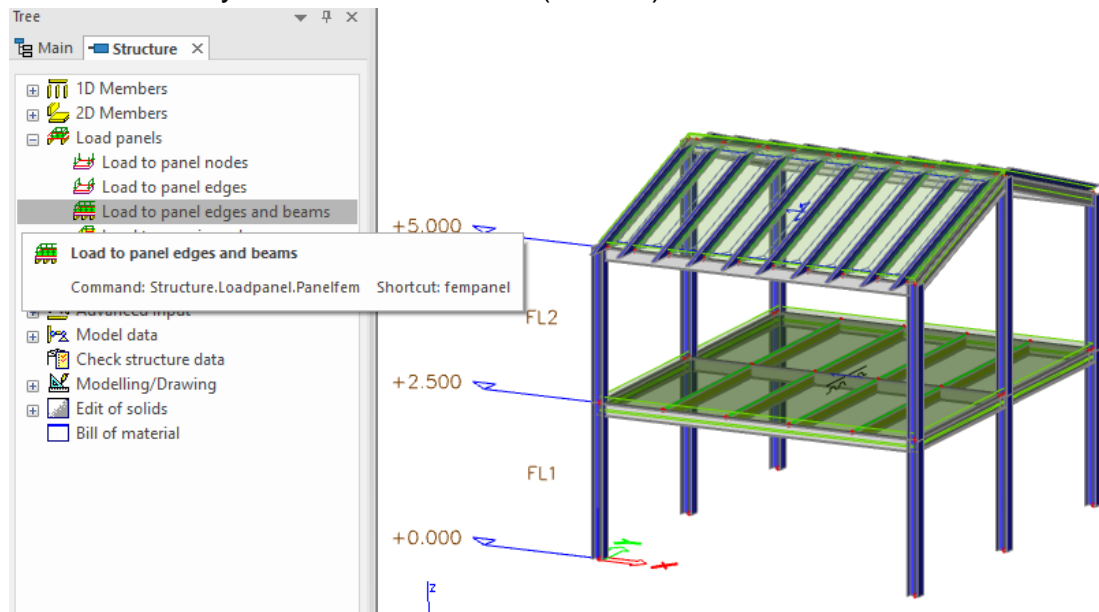 Tree
Main
Structure
1D Members
2D Members
Load panels
Load to panel nodes
Load to panel edges
Load to panel edges and beams
Load to panel edges and beams
Command: Structure.Loadpanel.Panelfem Shortcut: fempanel
Model data
Check structure data
Modelling/Drawing
Edit of solids
Bill of material
+5.000
FL2
+2.500
FL1
+0.000
Y
X
z